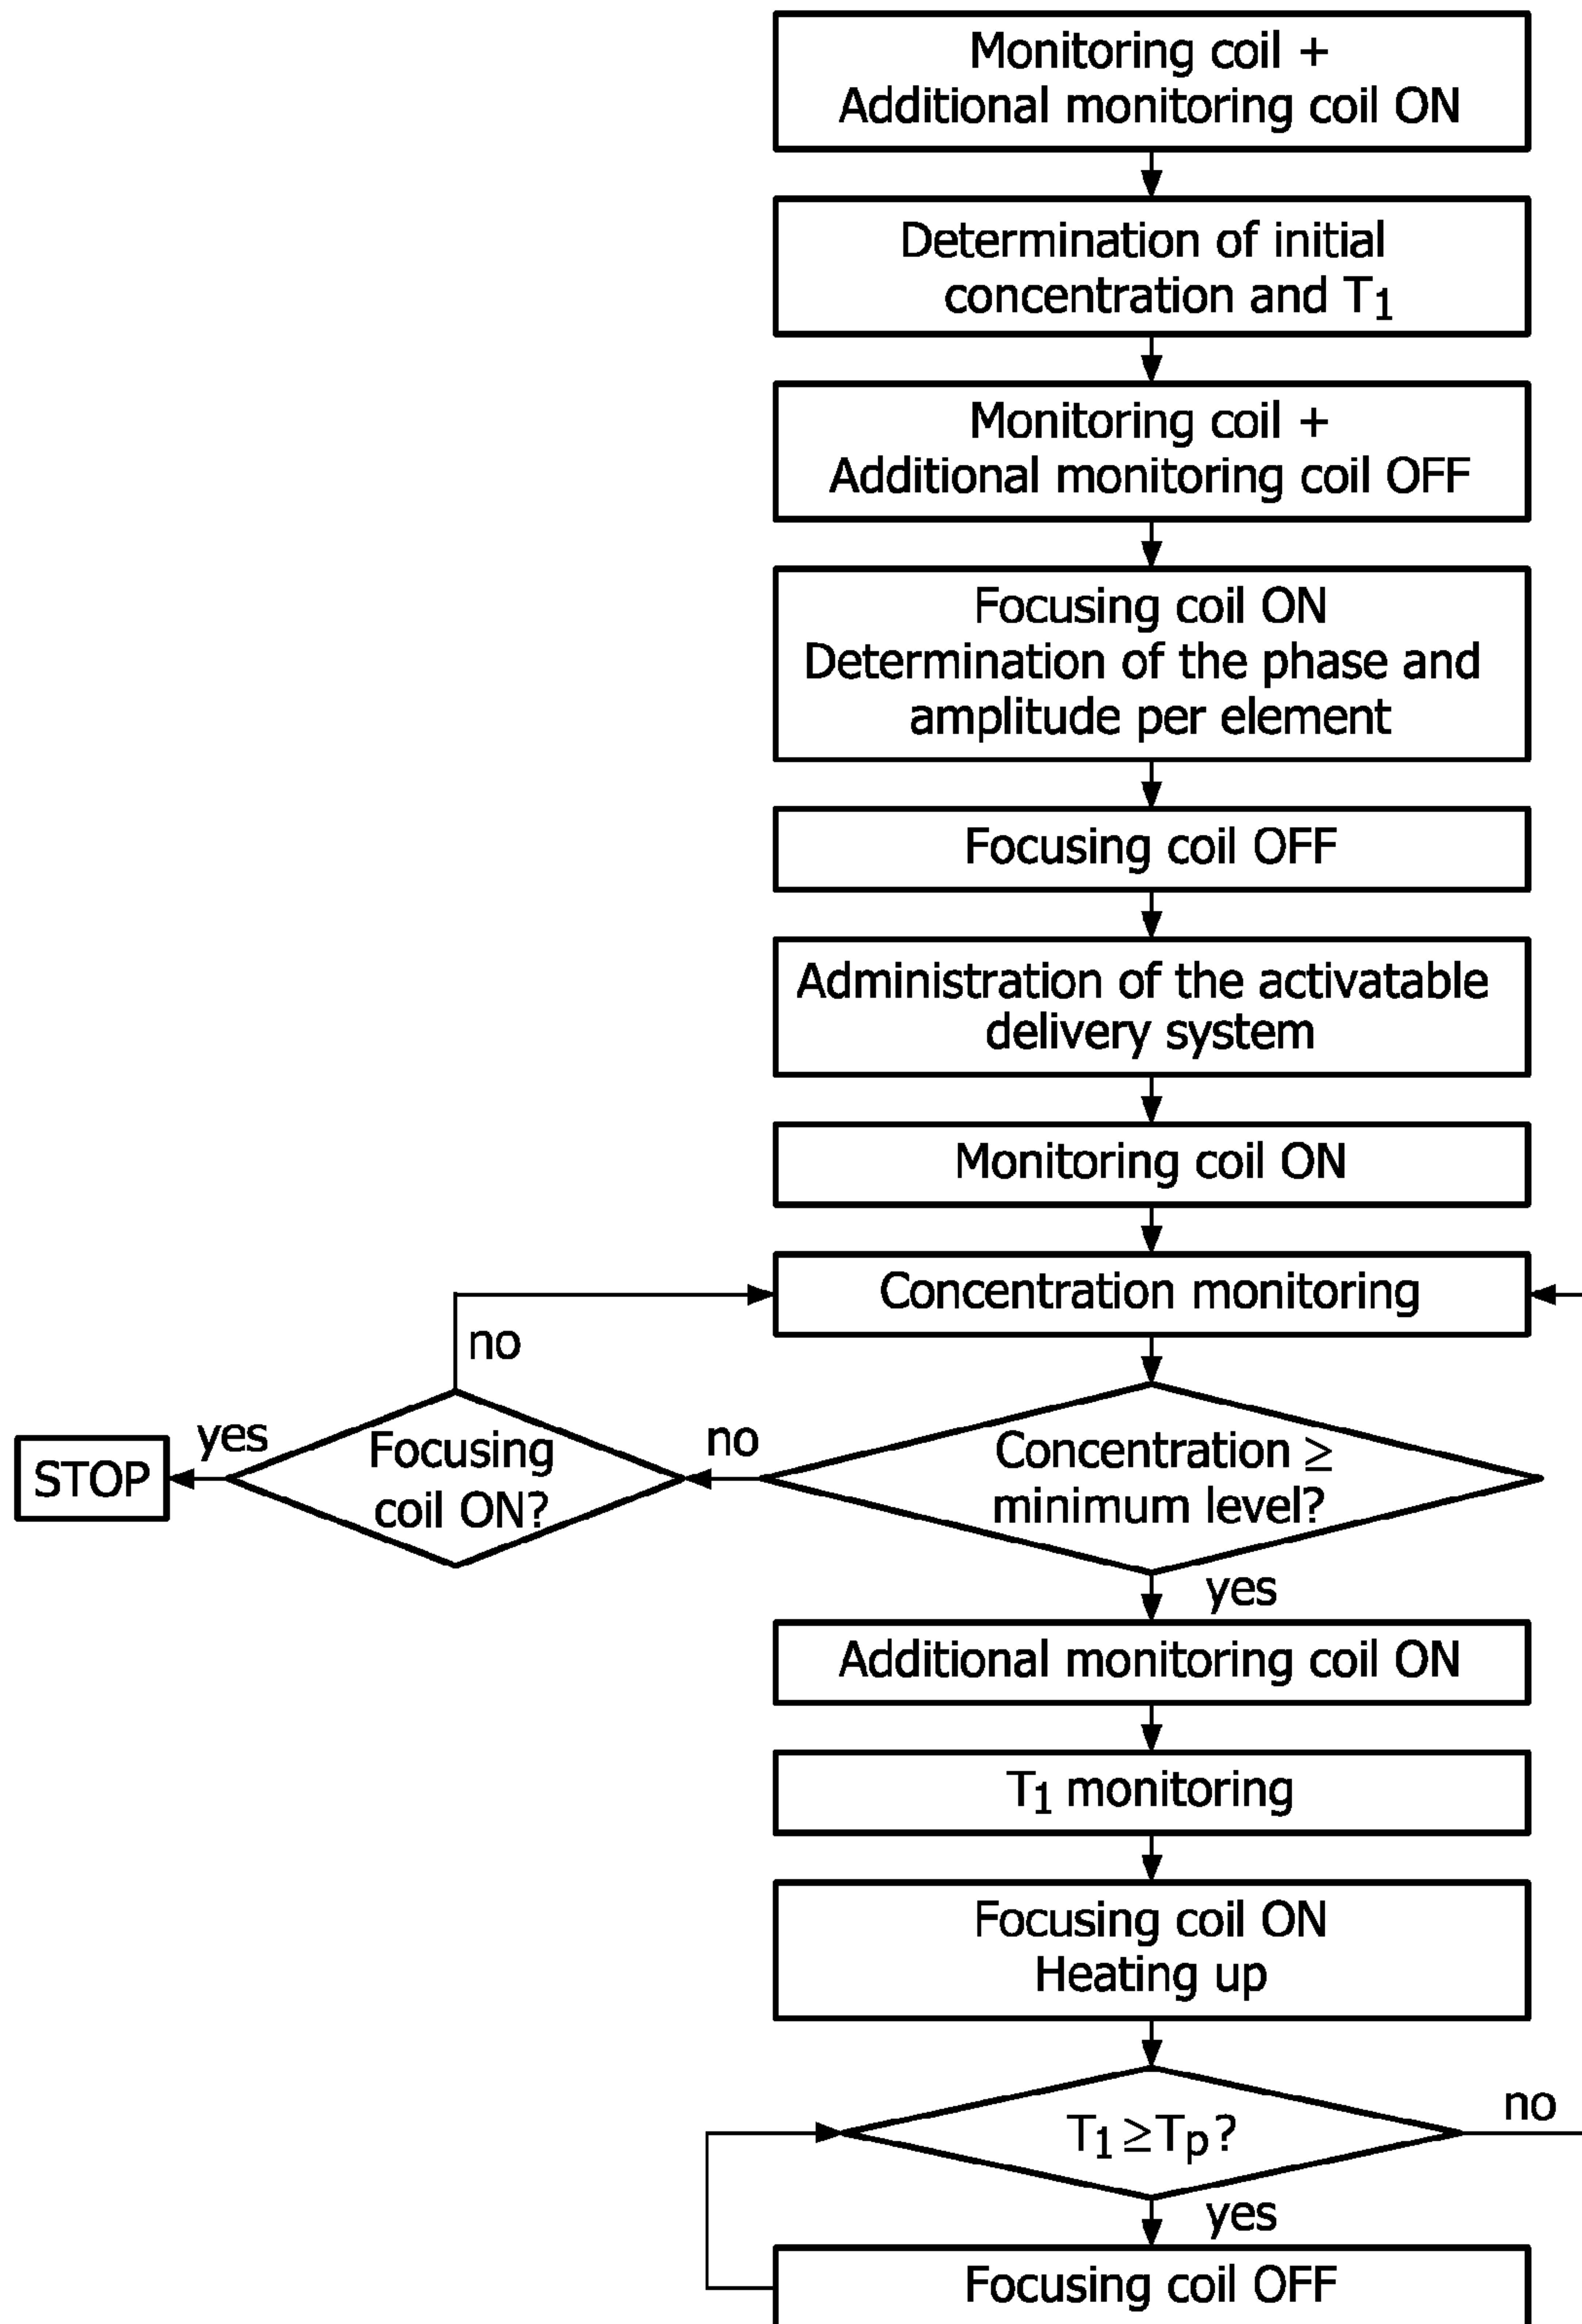 Monitoring coil +
Additional monitoring coil ON
Determination of initial
concentration and T₁
Monitoring coil +
Additional monitoring coil OFF
Focusing coil ON
Determination of the phase and
amplitude per element
Focusing coil OFF
Administration of the activatable
delivery system
Monitoring coil ON
Concentration monitoring
no
yes
STOP
Focusing
coil ON?
no
Concentration ≥
minimum level?
yes
Additional monitoring coil ON
T₁ monitoring
Focusing coil ON
Heating up
T₁ ≥ Tp?
no
yes
Focusing coil OFF